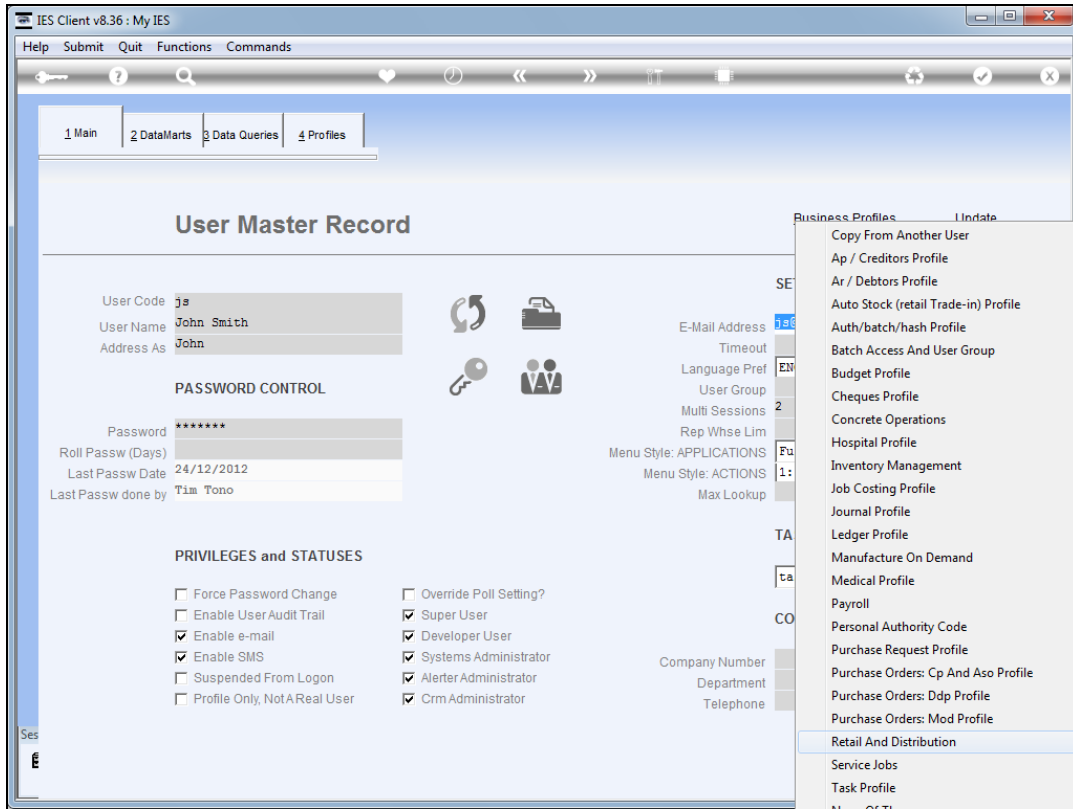 IES Client v8.36 : My IES
Help Submit Quit Functions Commands
1 Main 2 DataMarts 3 Data Queries 4 Profiles
User Master Record
Business Profiles Update
User Code js
User Name John Smith
Address As John
PASSWORD CONTROL
Password *******
Roll Passw (Days)
Last Passw Date 24/12/2012
Last Passw done by Tim Tono
PRIVILEGES and STATUSES
Force Password Change Override Poll Setting?
Enable User Audit Trail Super User
Enable e-mail Developer User
Enable SMS Systems Administrator
Suspended From Logon Alerter Administrator
Profile Only, Not A Real User Crm Administrator
E-Mail Address
Timeout
Language Pref
User Group
Multi Sessions 2
Rep Whse Lim
Menu Style: APPLICATIONS
Menu Style: ACTIONS 1:
Max Lookup
Company Number
Department
Telephone
Copy From Another User
Ap / Creditors Profile
Ar / Debtors Profile
Auto Stock (retail Trade-in) Profile
Auth/batch/hash Profile
Batch Access And User Group
Budget Profile
Cheques Profile
Concrete Operations
Hospital Profile
Inventory Management
Job Costing Profile
Journal Profile
Ledger Profile
Manufacture On Demand
Medical Profile
Payroll
Personal Authority Code
Purchase Request Profile
Purchase Orders: Cp And Aso Profile
Purchase Orders: Ddp Profile
Purchase Orders: Mod Profile
Retail And Distribution
Service Jobs
Task Profile